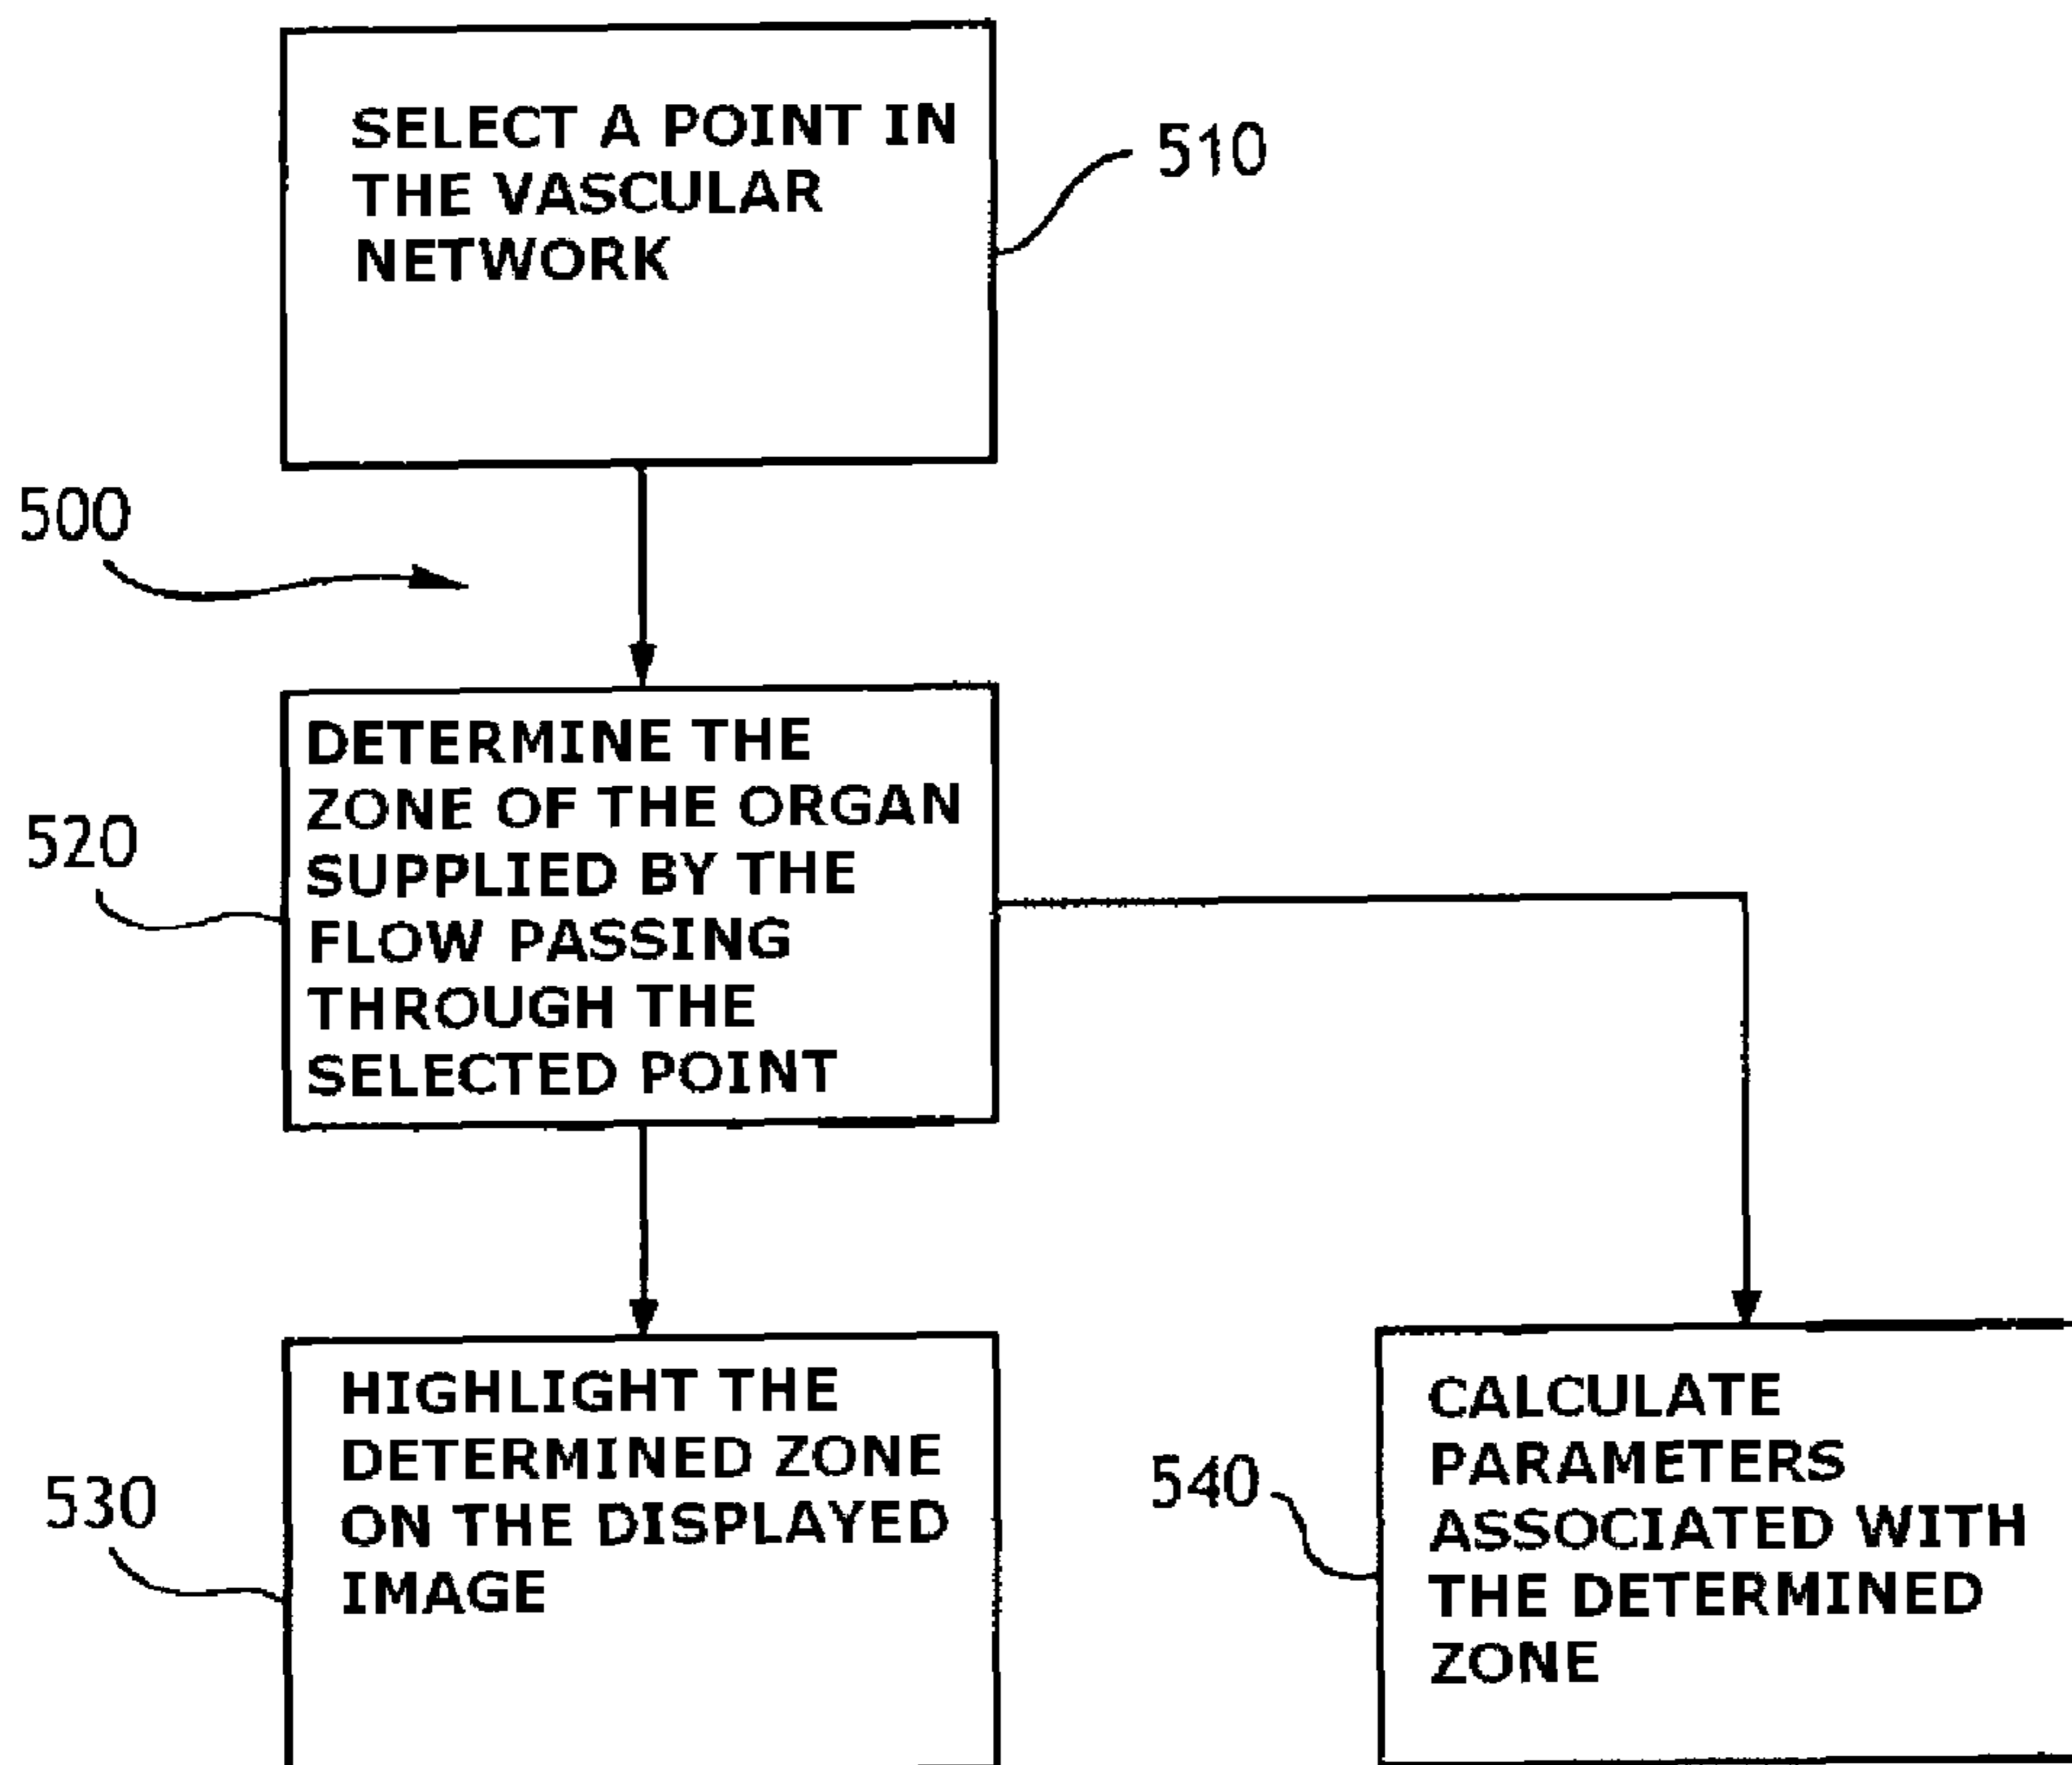 SELECT A POINT IN
THE VASCULAR
NETWORK
510
500
DETERMINE THE
ZONE OF THE ORGAN
SUPPLIED BY THE
FLOW PASSING
THROUGH THE
SELECTED POINT
520
HIGHLIGHT THE
DETERMINED ZONE
ON THE DISPLAYED
IMAGE
530
CALCULATE
PARAMETERS
ASSOCIATED WITH
THE DETERMINED
ZONE
540